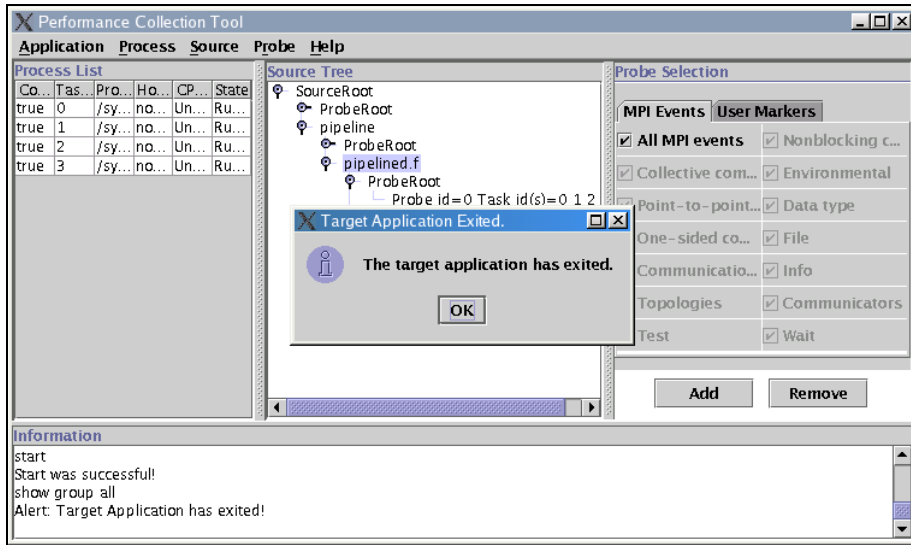 Performance Collection Tool
Application Process Source Probe Help
Process List
Co... Tas... Pro... Ho... CP... State
true 0 /sy... no... Un... Ru...
true 1 /sy... no... Un... Ru...
true 2 /sy... no... Un... Ru...
true 3 /sy... no... Un... Ru...
Source Tree
SourceRoot
ProbeRoot
pipeline
ProbeRoot
pipelined.f
ProbeRoot
Probe id=0 Task id(s)=0 1 2
Probe Selection
MPI Events User Markers
All MPI events Nonblocking c...
Collective com... Environmental
Point-to-point... Data type
One-sided co... File
Communicatio... Info
Topologies Communicators
Test Wait
Add Remove
Target Application Exited.
The target application has exited.
OK
Information
start
Start was successful!
show group all
Alert: Target Application has exited!